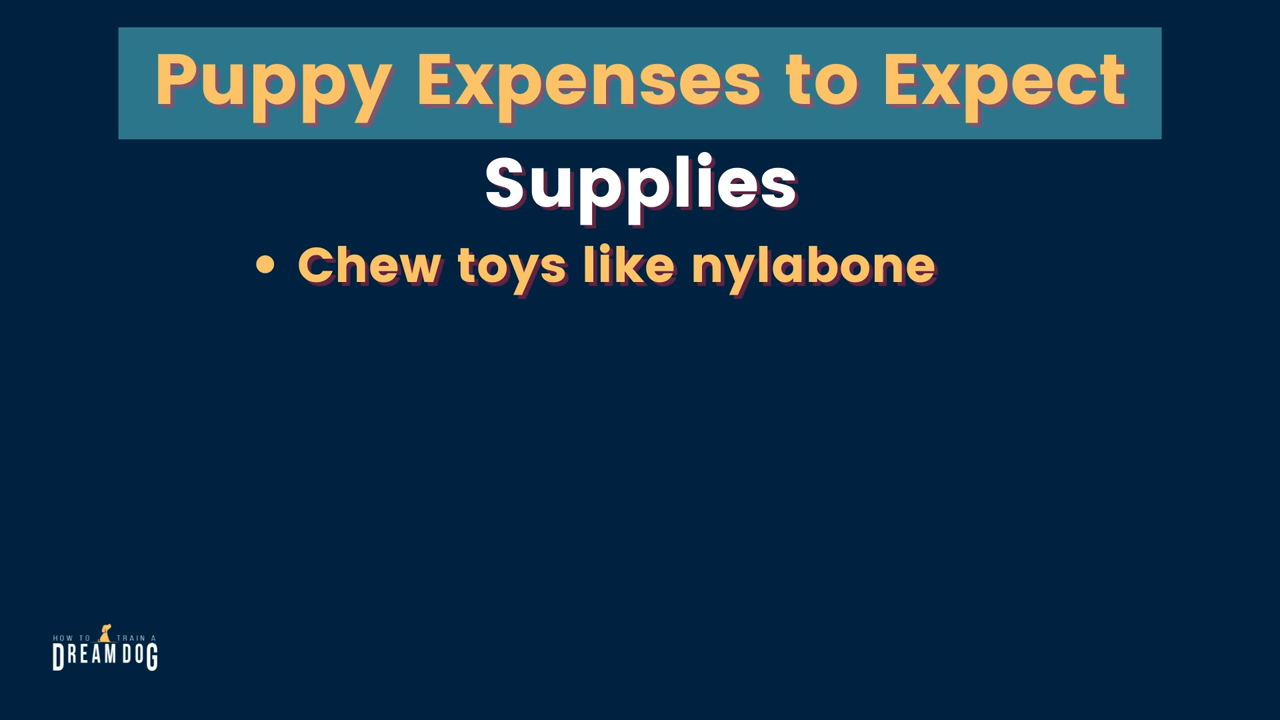 Puppy Expenses to Expect
Supplies
• Chew toys like nylabone
HOW TO TRAIN A
DREAM DOG